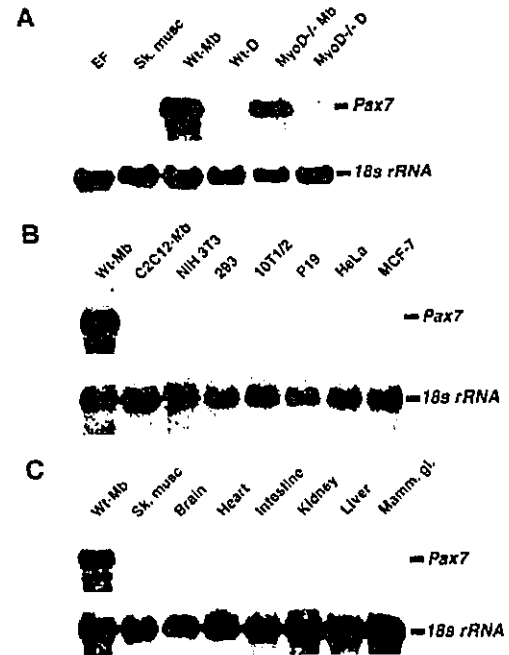 A
EF Sk. musc Wt-Mb Wt-D MyoD-/- Mb MyoD-/- D
Pax7
18s rRNA
B
Wt-Mb C2C12-Mb NIH 3T3 293 10T1/2 P19 HeLa MCF-7
Pax7
18s rRNA
C
Wt-Mb Sk. musc Brain Heart Intestine Kidney Liver Mamm. gl.
Pax7
18s rRNA